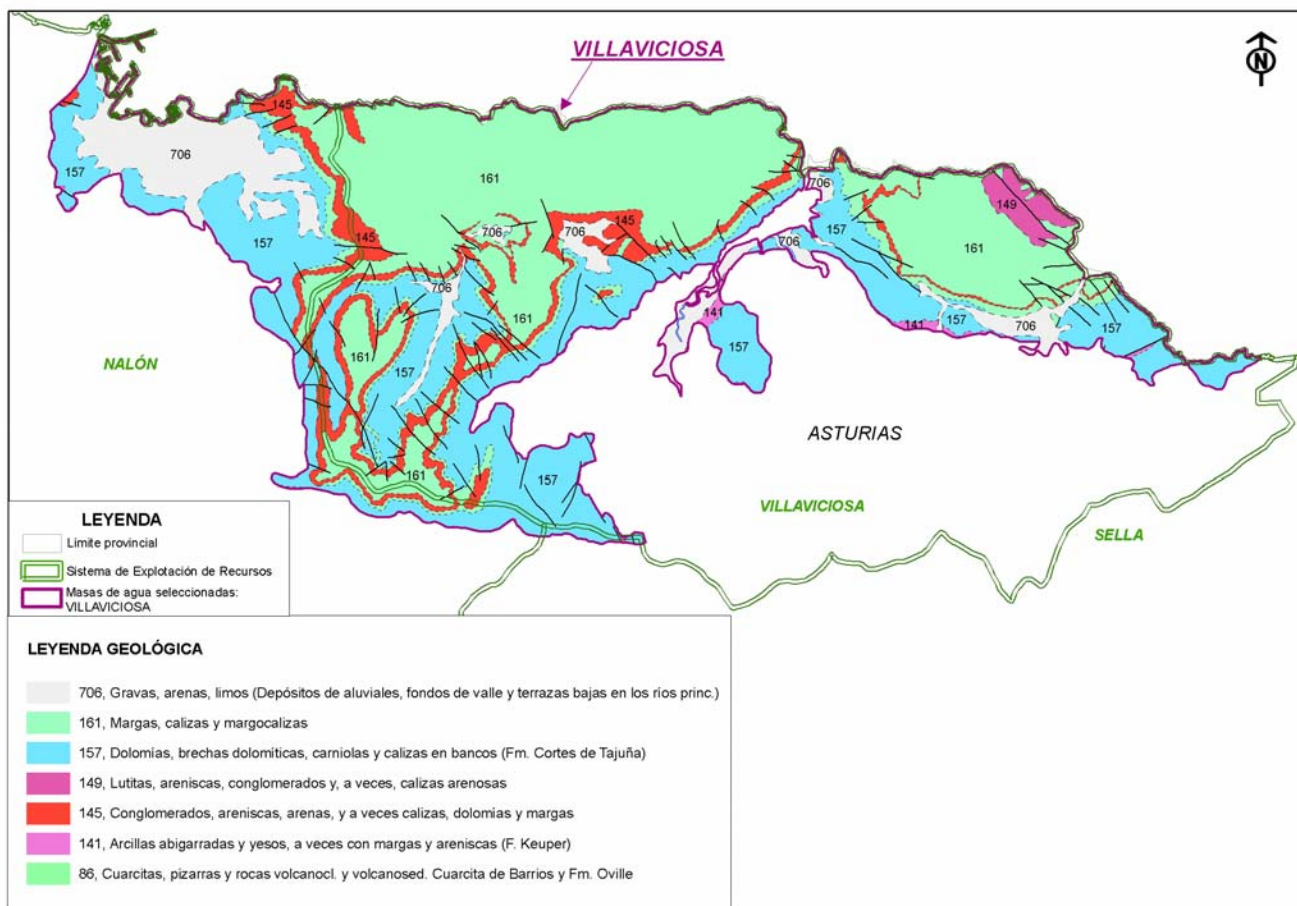 VILLAVICIOSA
N
145
706
157
161
706
149
157
157
145
706
706
145
706
161
706
161
141
157
141
157
706
157
161
157
NALÓN
161
157
ASTURIAS
VILLAVICIOSA
SELLA
LEYENDA
Límite provincial
Sistema de Explotación de Recursos
Masas de agua seleccionadas:
VILLAVICIOSA
LEYENDA GEOLÓGICA
706, Gravas, arenas, limos (Depósitos de aluviales, fondos de valle y terrazas bajas en los ríos princ.)
161, Margas, calizas y margocalizas
157, Dolomías, brechas dolomíticas, carniolas y calizas en bancos (Fm. Cortes de Tajuña)
149, Lutitas, areniscas, conglomerados y, a veces, calizas arenosas
145, Conglomerados, areniscas, arenas, y a veces calizas, dolomías y margas
141, Arcillas abigarradas y yesos, a veces con margas y areniscas (F. Keuper)
86, Cuarcitas, pizarras y rocas volcanocl. y volcanosed. Cuarcita de Barrios y Fm. Oville